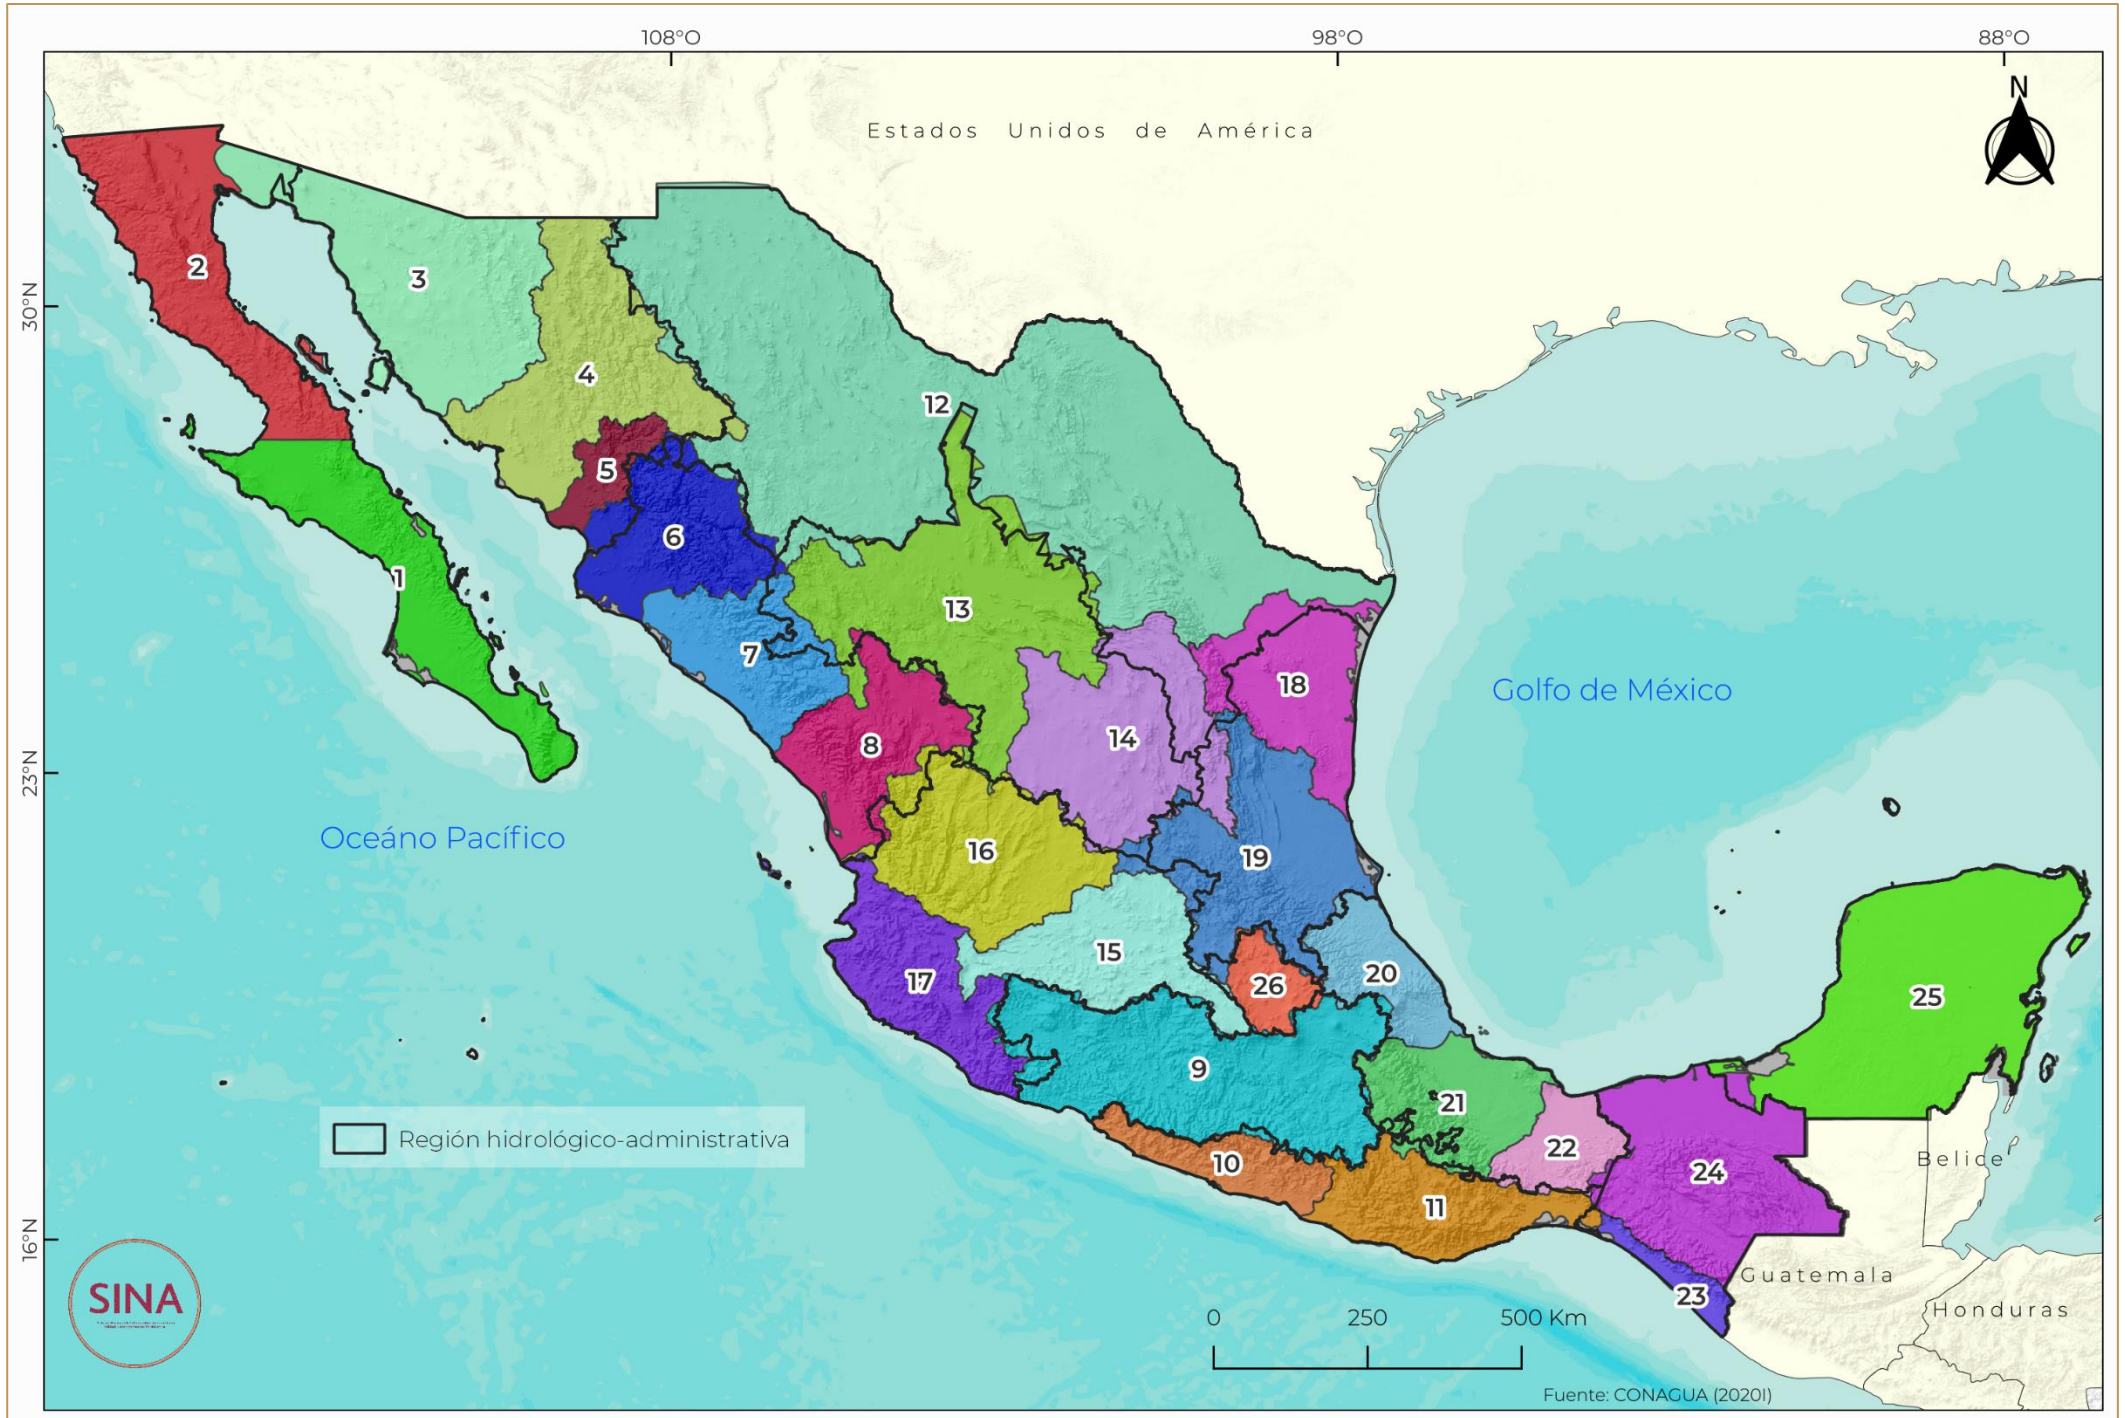 108°O
98°O
88°O
N
Estados Unidos de América
30°N
23°N
16°N
2
3
4
12
5
6
1
13
7
18
14
8
Golfo de México
Oceáno Pacífico
16
19
15
17
26
20
25
9
21
Región hidrológico-administrativa
22
10
24
Belice
11
Guatemala
23
Honduras
SINA
0 250 500 Km
Fuente: CONAGUA (2020I)